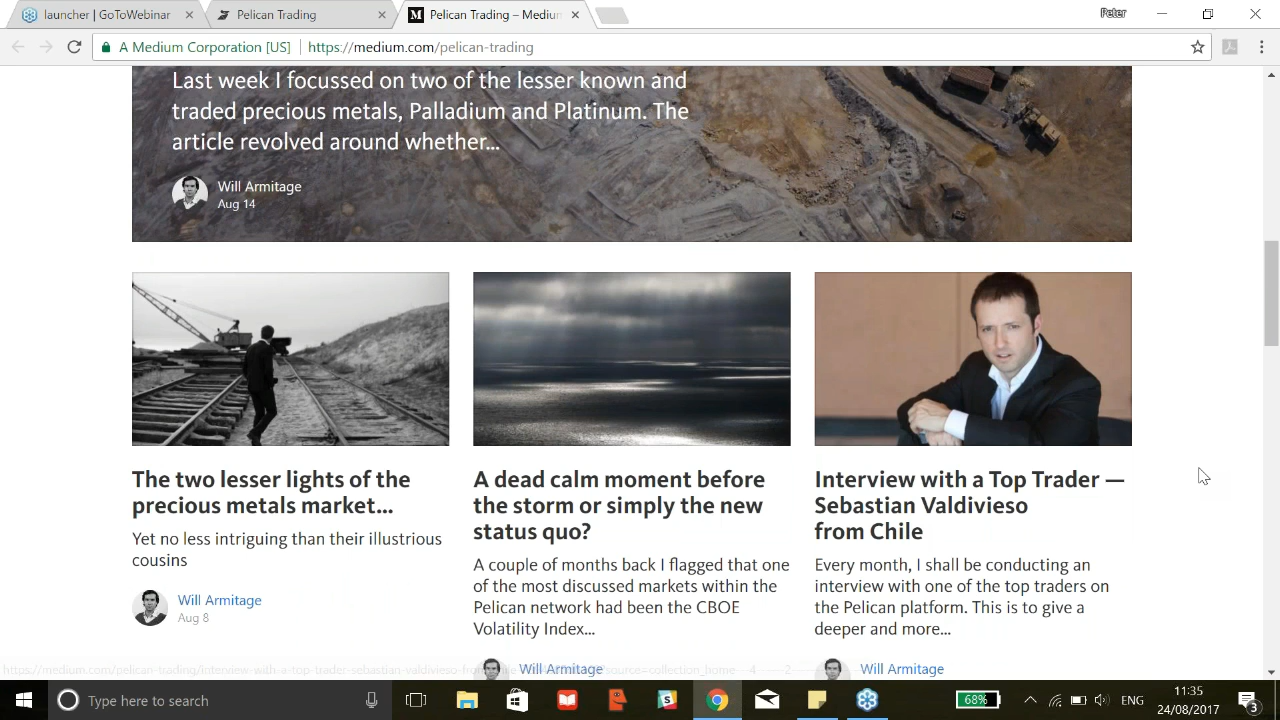 launcher | GoToWebinar
Pelican Trading
Pelican Trading – Medium
Peter
A Medium Corporation [US]
https://medium.com/pelican-trading
Last week I focussed on two of the lesser known and
traded precious metals, Palladium and Platinum. The
article revolved around whether...
Will Armitage
Aug 14
The two lesser lights of the
precious metals market...
Yet no less intriguing than their illustrious
cousins
Will Armitage
Aug 8
A dead calm moment before
the storm or simply the new
status quo?
A couple of months back I flagged that one
of the most discussed markets within the
Pelican network had been the CBOE
Volatility Index...
Will Armitage
Interview with a Top Trader —
Sebastian Valdivieso
from Chile
Every month, I shall be conducting an
interview with one of the top traders on
the Pelican platform. This is to give a
deeper and more...
Will Armitage
Type here to search
68%
ENG
11:35
24/08/2017
3